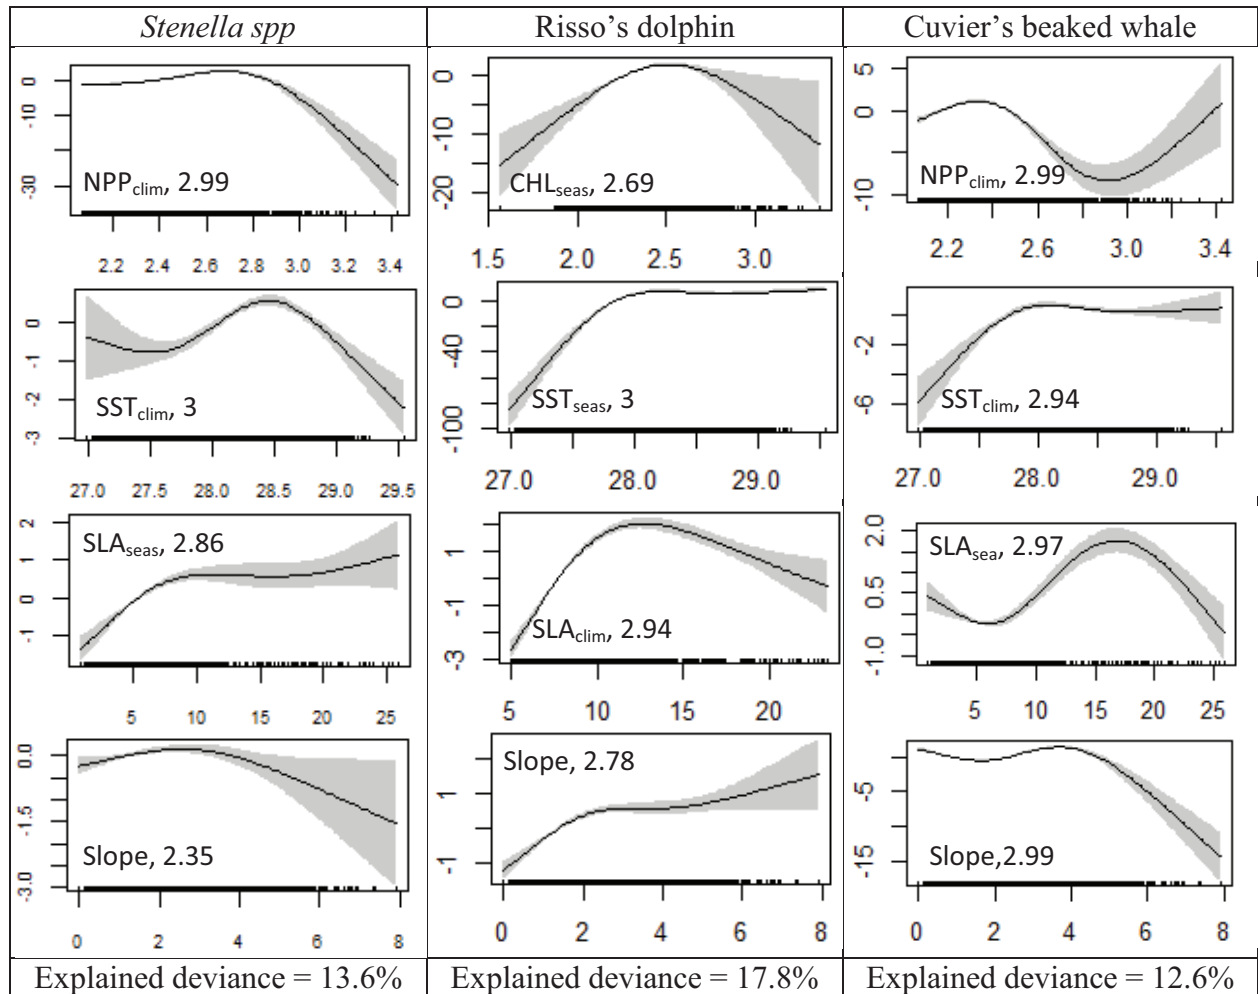 Stenella spp
Risso's dolphin
Cuvier's beaked whale
0
-10
-30
NPPclim, 2.99
2.2 2.4 2.6 2.8 3.0 3.2 3.4
0
-10
-20
CHLseas, 2.69
1.5 2.0 2.5 3.0
5
0
-10
NPPclim, 2.99
2.2 2.6 3.0 3.4
0
-1
-2
-3
SSTclim, 3
27.0 27.5 28.0 28.5 29.0 29.5
0
-40
-100
SSTseas, 3
27.0 28.0 29.0
-2
-6
SSTclim, 2.94
27.0 28.0 29.0
2
1
0
-1
SLAseas, 2.86
5 10 15 20 25
1
-1
-3
SLAclim, 2.94
5 10 15 20
2.0
0.5
-1.0
SLAsea, 2.97
5 10 15 20 25
0.0
-1.5
-3.0
Slope, 2.35
0 2 4 6 8
1
-1
Slope, 2.78
0 2 4 6 8
-5
-15
Slope,2.99
0 2 4 6 8
Explained deviance = 13.6%
Explained deviance = 17.8%
Explained deviance = 12.6%